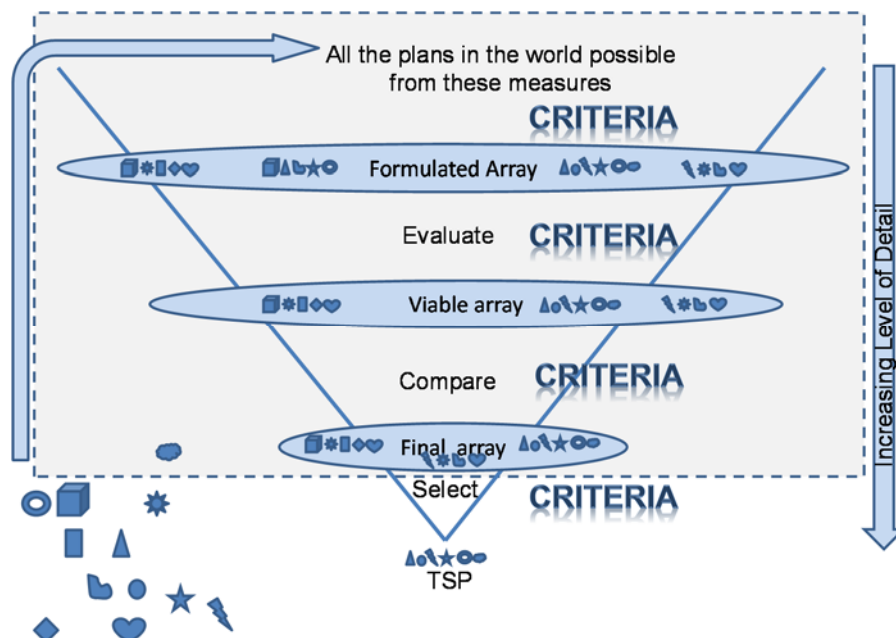 All the plans in the world possible
from these measures
CRITERIA
Formulated Array
Evaluate
CRITERIA
Viable array
Compare
CRITERIA
Final array
Select
CRITERIA
TSP
Increasing Level of Detail